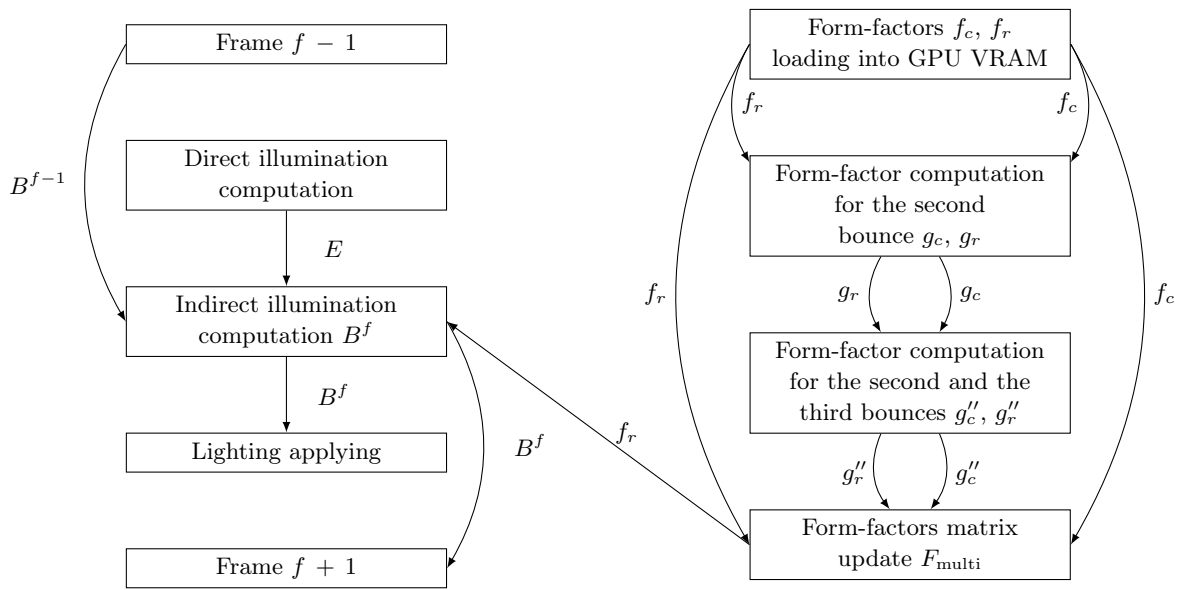 Frame f − 1
B^{f−1}
Direct illumination
computation
E
Indirect illumination
computation B^f
B^f
Lighting applying
B^f
Frame f + 1
f_r
Form-factors f_c, f_r
loading into GPU VRAM
f_r
f_c
Form-factor computation
for the second
bounce g_c, g_r
f_r
g_r
g_c
f_c
Form-factor computation
for the second and the
third bounces g''_c, g''_r
g''_r
g''_c
Form-factors matrix
update F_multi